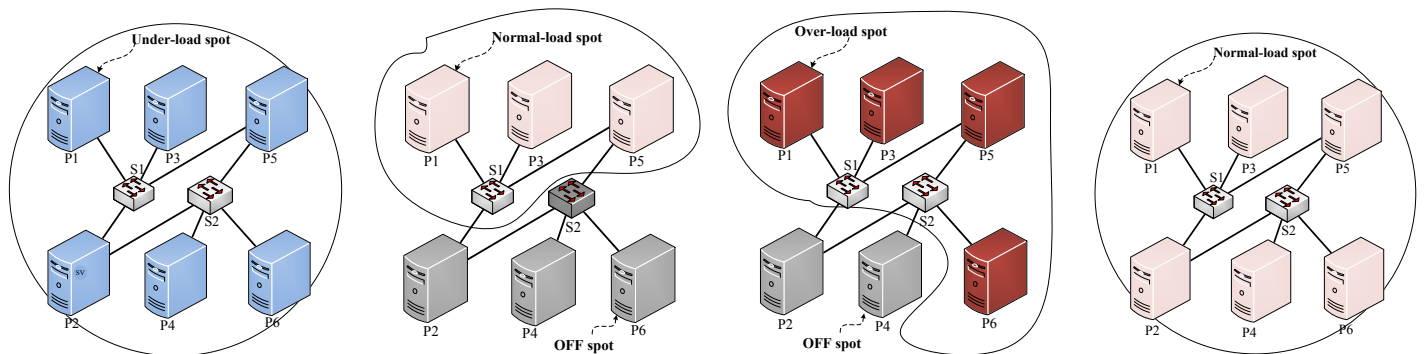 Under-load spot
P1
P3
P5
S1
S2
sv
P2
P4
P6
Normal-load spot
P1
P3
P5
S1
S2
P2
P4
P6
OFF spot
Over-load spot
P1
P3
P5
S1
S2
P2
P4
P6
OFF spot
Normal-load spot
P1
P3
P5
S1
S2
P2
P4
P6